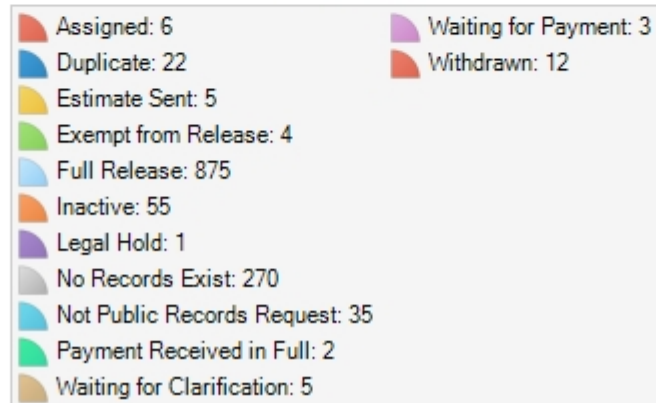 Assigned: 6
Duplicate: 22
Estimate Sent: 5
Exempt from Release: 4
Full Release: 875
Inactive: 55
Legal Hold: 1
No Records Exist: 270
Not Public Records Request: 35
Payment Received in Full: 2
Waiting for Clarification: 5
Waiting for Payment: 3
Withdrawn: 12